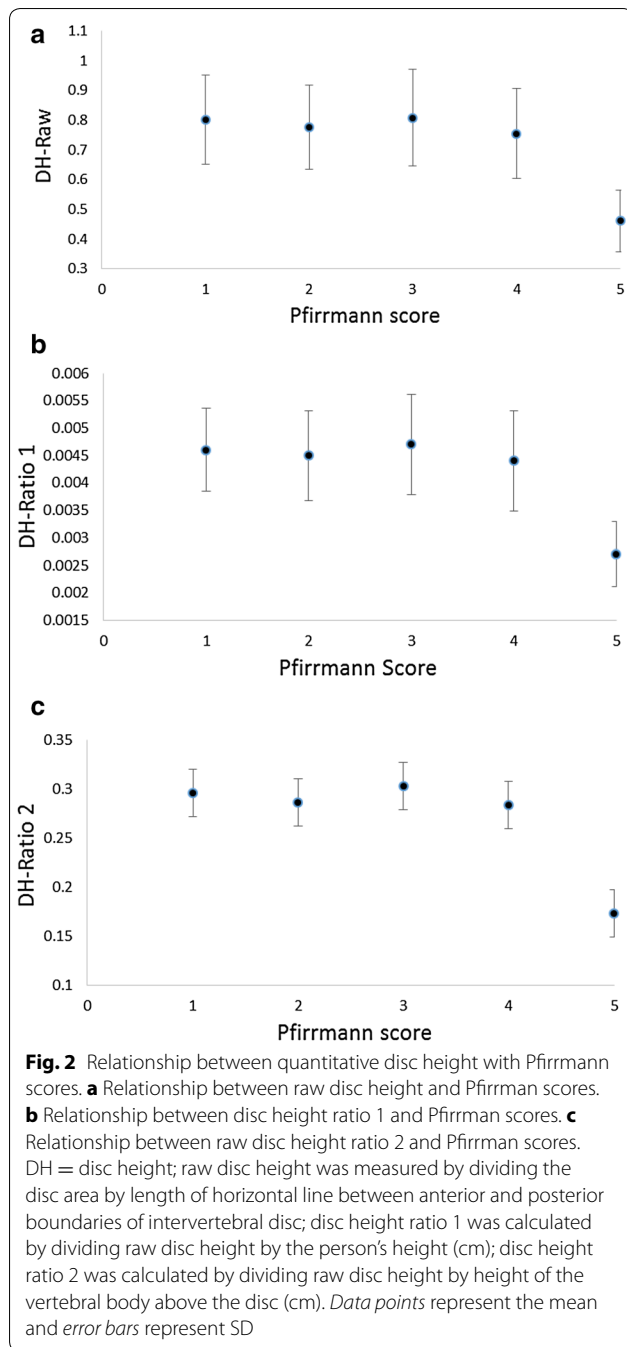 a
1.1
1
0.9
0.8
0.7
0.6
0.5
0.4
0.3
DH-Raw
0 1 2 3 4 5
Pfirrmann score
b
0.006
0.0055
0.005
0.0045
0.004
0.0035
0.003
0.0025
0.002
0.0015
DH-Ratio 1
0 1 2 3 4 5
Pfirrmann Score
c
0.35
0.3
0.25
0.2
0.15
0.1
DH-Ratio 2
0 1 2 3 4 5
Pfirrmann score
Fig. 2 Relationship between quantitative disc height with Pfirrmann
scores. a Relationship between raw disc height and Pfirrman scores.
b Relationship between disc height ratio 1 and Pfirrman scores. c
Relationship between raw disc height ratio 2 and Pfirrman scores.
DH = disc height; raw disc height was measured by dividing the
disc area by length of horizontal line between anterior and posterior
boundaries of intervertebral disc; disc height ratio 1 was calculated
by dividing raw disc height by the person's height (cm); disc height
ratio 2 was calculated by dividing raw disc height by height of the
vertebral body above the disc (cm). Data points represent the mean
and error bars represent SD